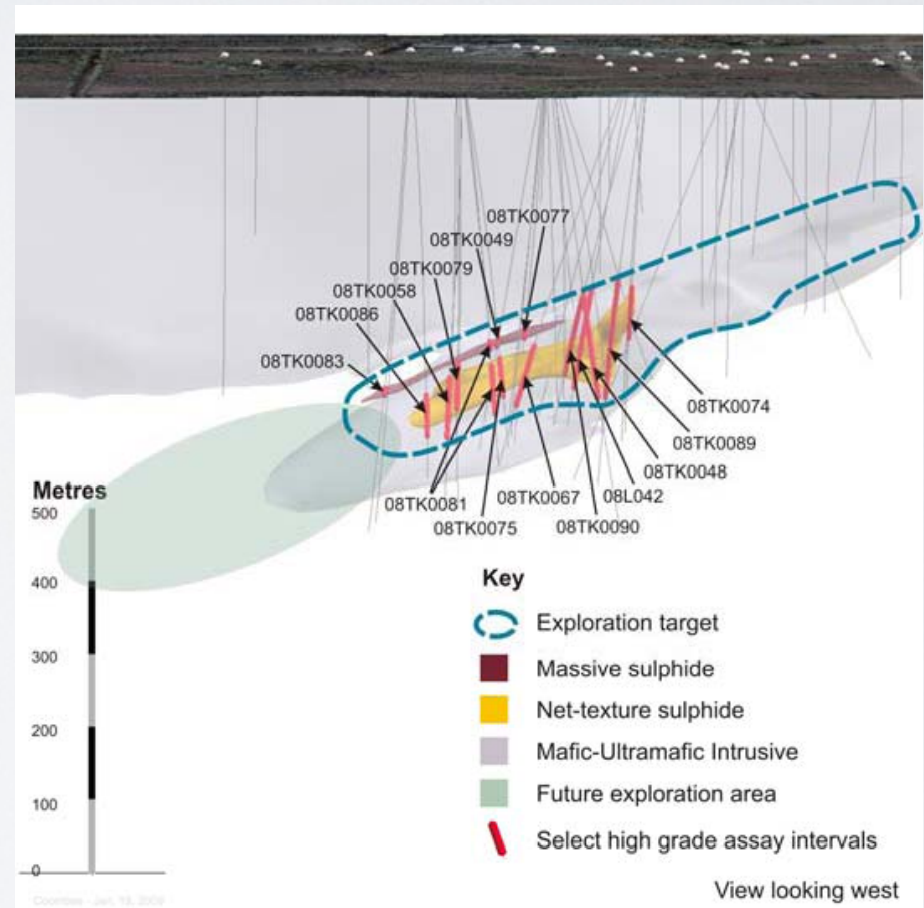 08TK0077
08TK0049
08TK0079
08TK0058
08TK0086
08TK0083
08TK0074
08TK0089
08TK0048
08L042
08TK0090
08TK0067
08TK0081
08TK0075
Metres
500
400
300
200
100
0
Key
Exploration target
Massive sulphide
Net-texture sulphide
Mafic-Ultramafic Intrusive
Future exploration area
Select high grade assay intervals
View looking west